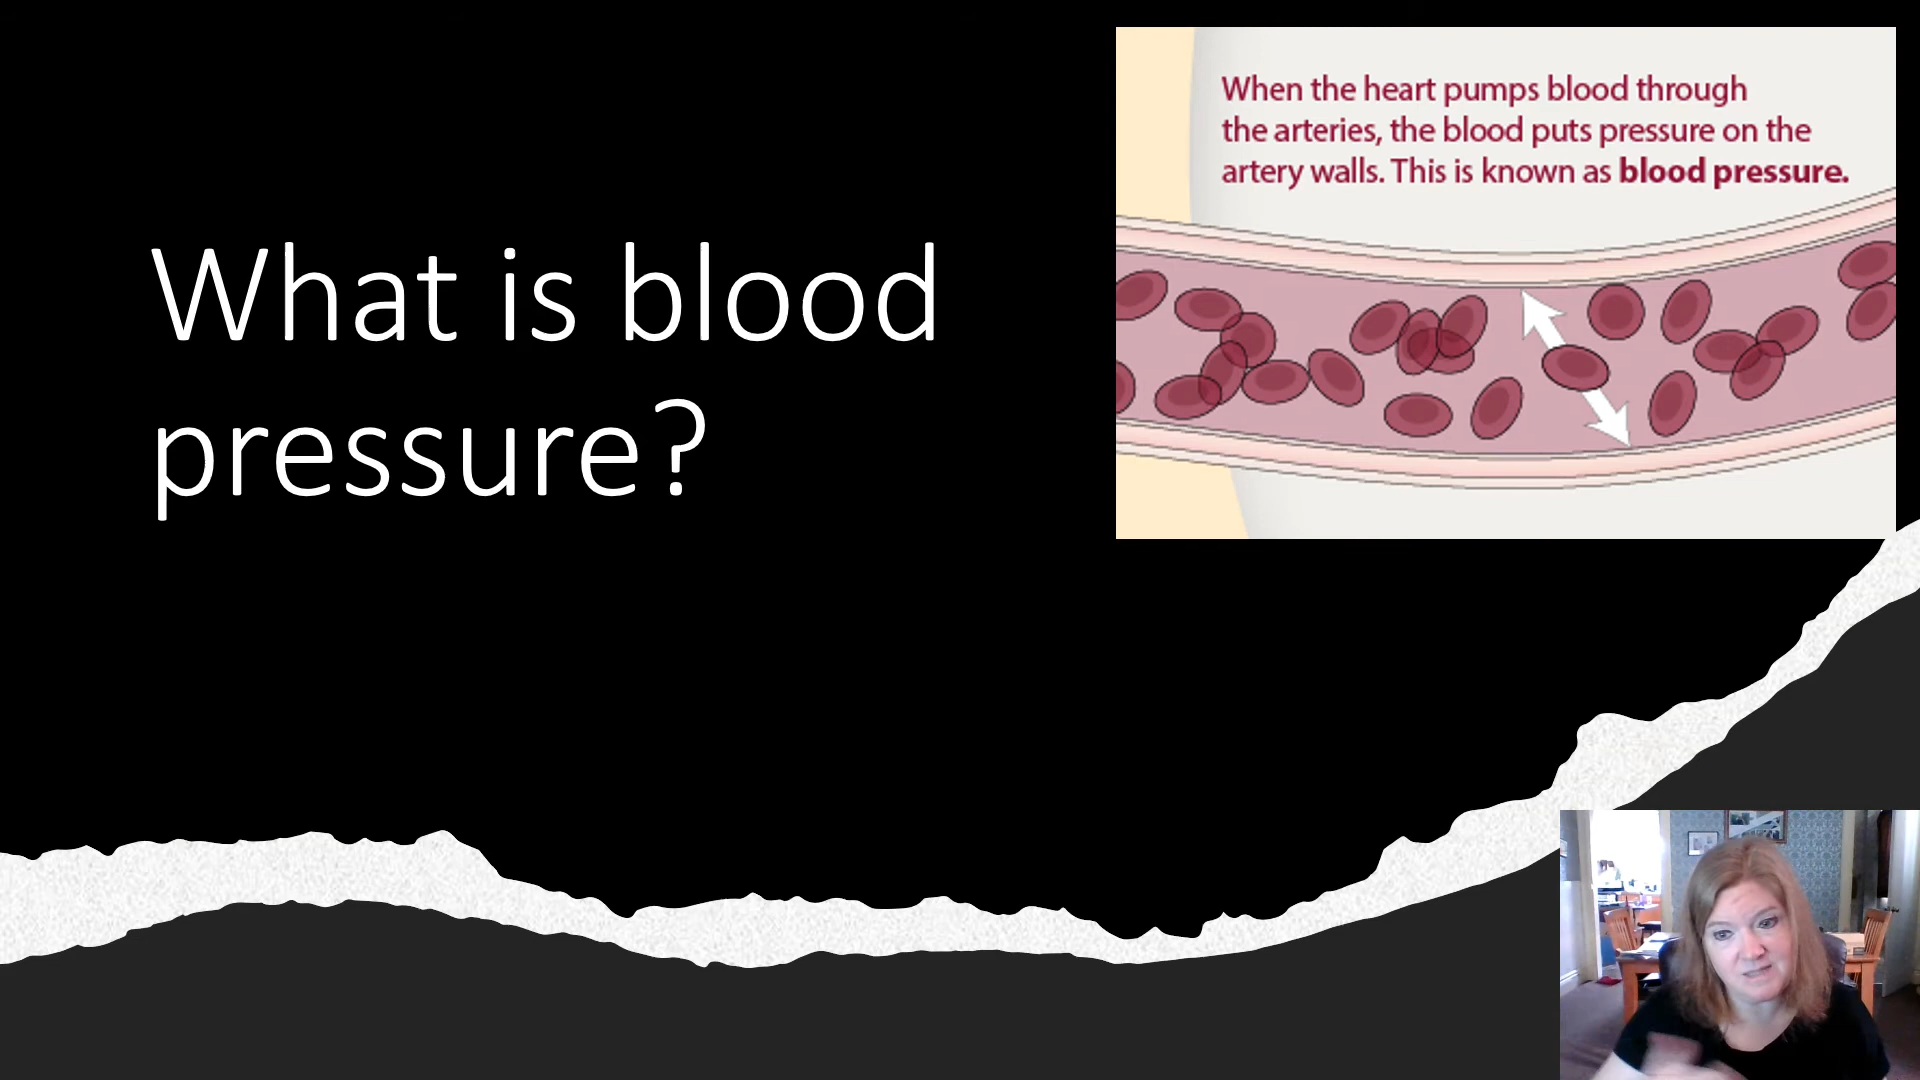 What is blood
pressure?
When the heart pumps blood through
the arteries, the blood puts pressure on the
artery walls. This is known as blood pressure.